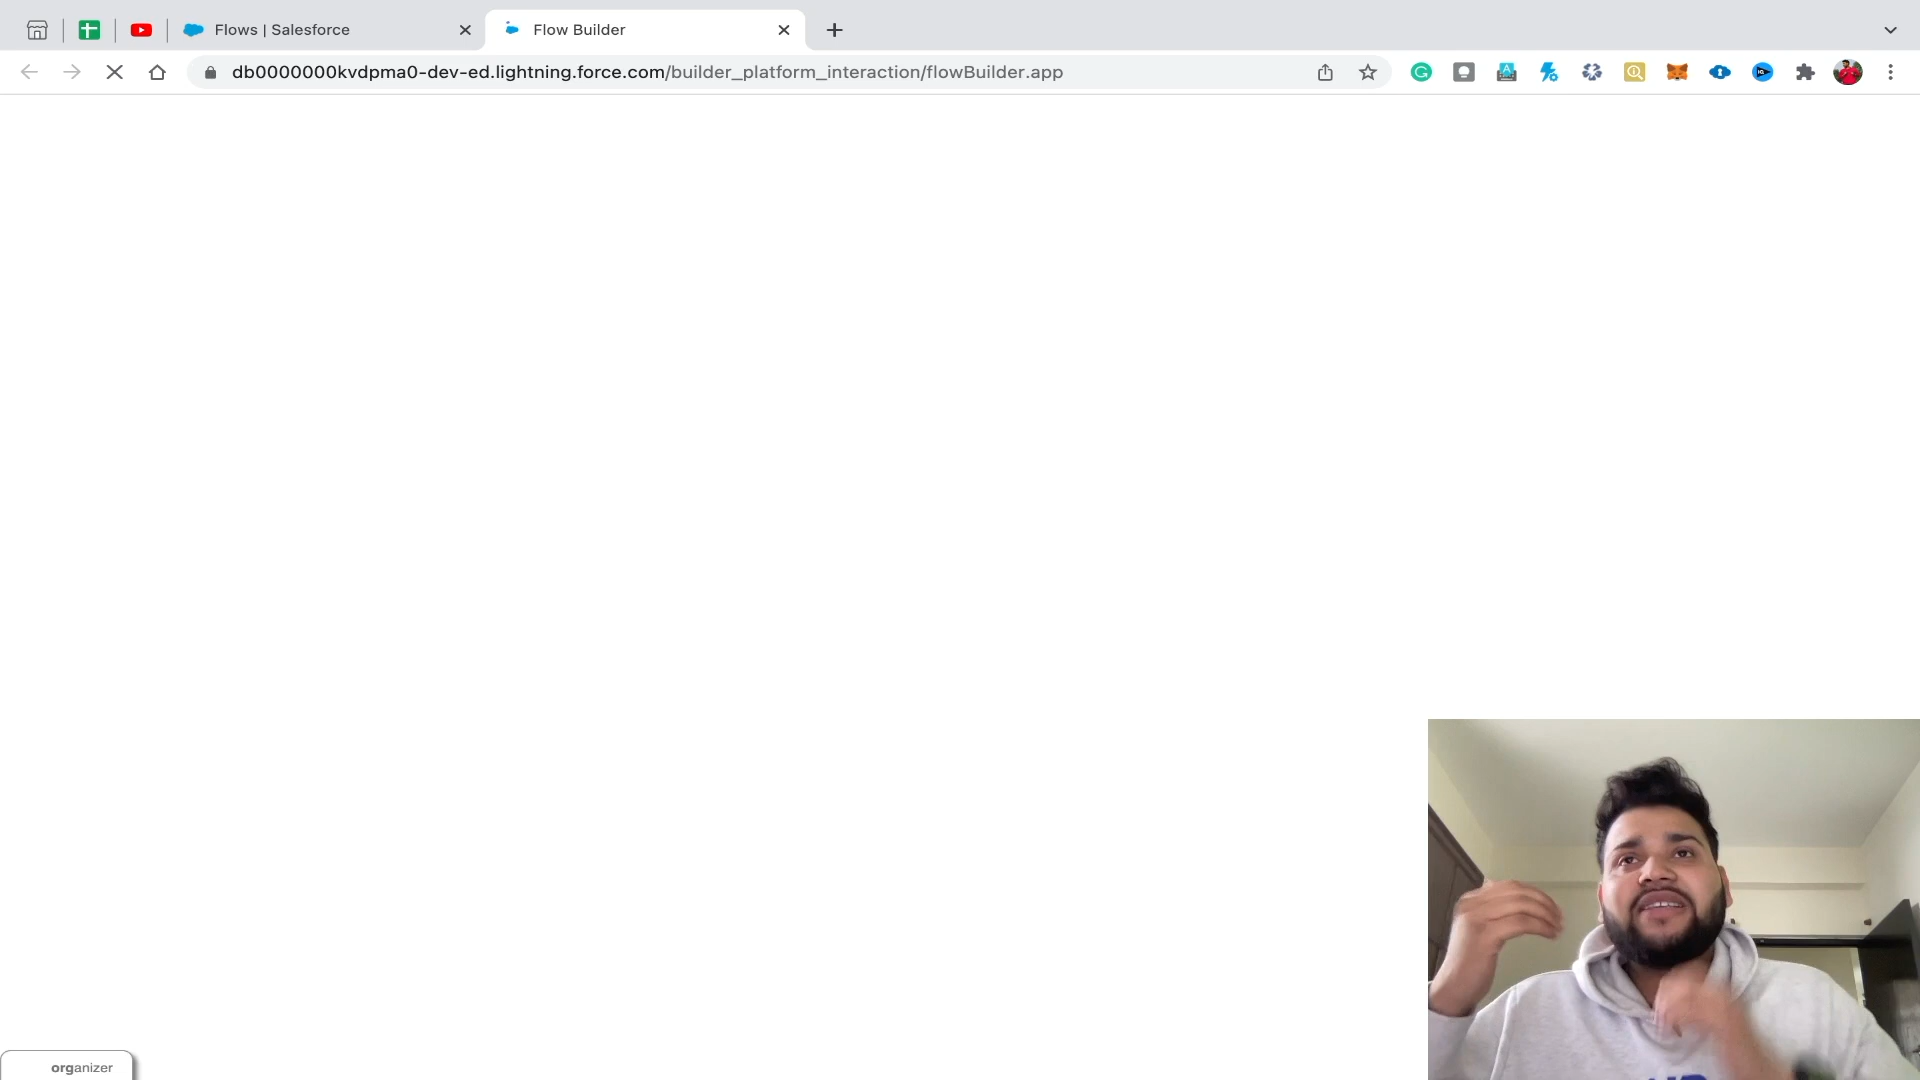 Flows | Salesforce
Flow Builder
db0000000kvdpma0-dev-ed.lightning.force.com/builder_platform_interaction/flowBuilder.app
organizer